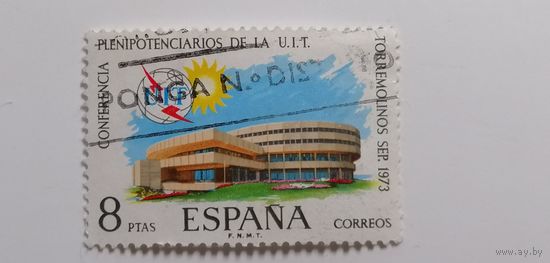 CONFERENCIA
PLENIPOTENCIARIOS DE LA U.I.T.
TORREMOLINOS SEP. 1973
8 PTAS
ESPAÑA
CORREOS
F.N.M.T.
www.ay.by